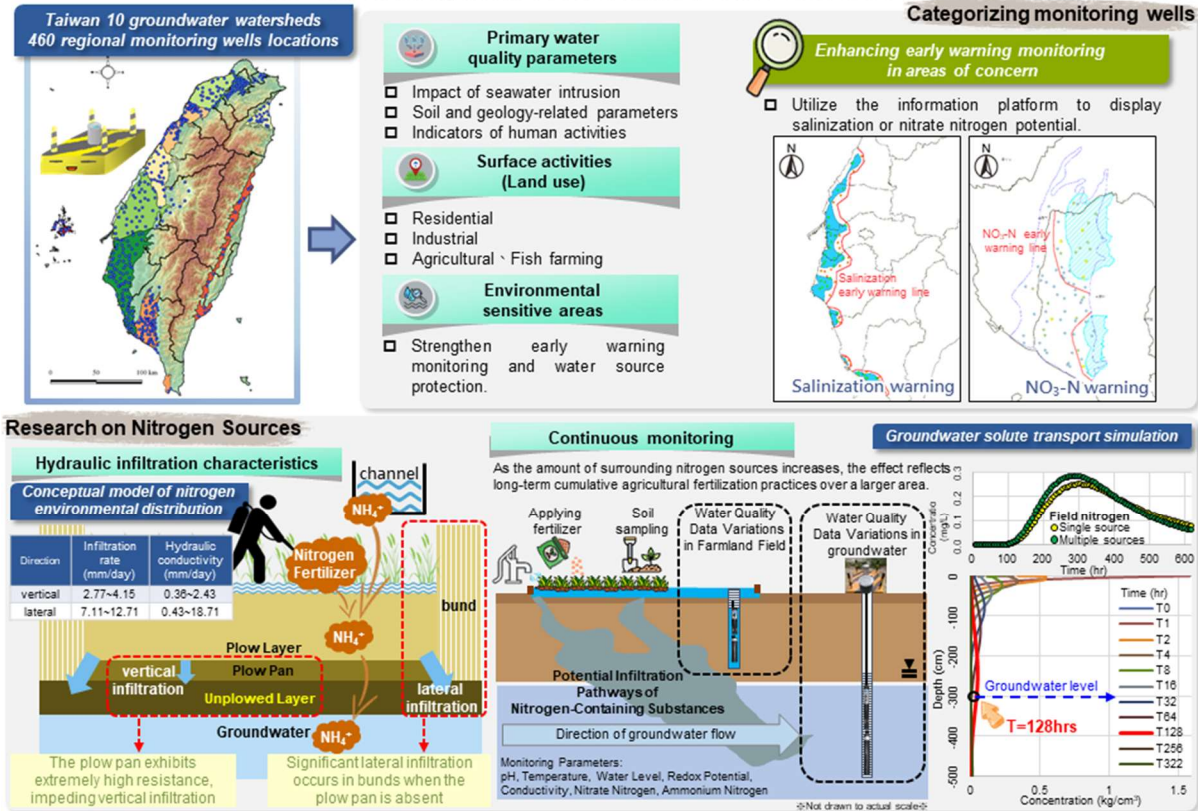 Taiwan 10 groundwater watersheds
460 regional monitoring wells locations
0 50 100 km
Primary water
quality parameters
Impact of seawater intrusion
Soil and geology-related parameters
Indicators of human activities
Surface activities
(Land use)
Residential
Industrial
Agricultural、Fish farming
Environmental
sensitive areas
Strengthen early warning
monitoring and water source
protection.
Categorizing monitoring wells
Enhancing early warning monitoring
in areas of concern
Utilize the information platform to display
salinization or nitrate nitrogen potential.
N
Salinization
early warning line
Salinization warning
N
NO₃-N early
warning line
NO₃-N warning
Research on Nitrogen Sources
Hydraulic infiltration characteristics
Conceptual model of nitrogen
environmental distribution
Direction Infiltration rate (mm/day) Hydraulic conductivity (mm/day)
vertical 2.77~4.15 0.36~2.43
lateral 7.11~12.71 0.43~18.71
channel
NH₄⁺
Nitrogen
Fertilizer
bund
NH₄⁺
Plow Layer
Plow Pan
vertical
infiltration
Unplowed Layer
lateral
infiltration
Groundwater
NH₄⁺
The plow pan exhibits
extremely high resistance,
impeding vertical infiltration
Significant lateral infiltration
occurs in bunds when the
plow pan is absent
Continuous monitoring
As the amount of surrounding nitrogen sources increases, the effect reflects
long-term cumulative agricultural fertilization practices over a larger area.
Applying
fertilizer
Soil
sampling
Water Quality
Data Variations
in Farmland Field
Water Quality
Data Variations in
groundwater
Potential Infiltration
Pathways of
Nitrogen-Containing Substances
Direction of groundwater flow
Monitoring Parameters:
pH, Temperature, Water Level, Redox Potential,
Conductivity, Nitrate Nitrogen, Ammonium Nitrogen
※Not drawn to actual scale※
Groundwater solute transport simulation
Concentratio
(mg/L)
0.3
0.2
0.1
0.0
Field nitrogen
Single source
Multiple sources
0 200 400 600
Time (hr)
0
-100
-200
-300
-400
-500
Depth (cm)
Time (hr)
T0
T1
T2
T4
T8
T16
T32
T64
T128
T256
T322
Groundwater level
T=128hrs
0 0.5 1 1.5
Concentration (kg/cm³)